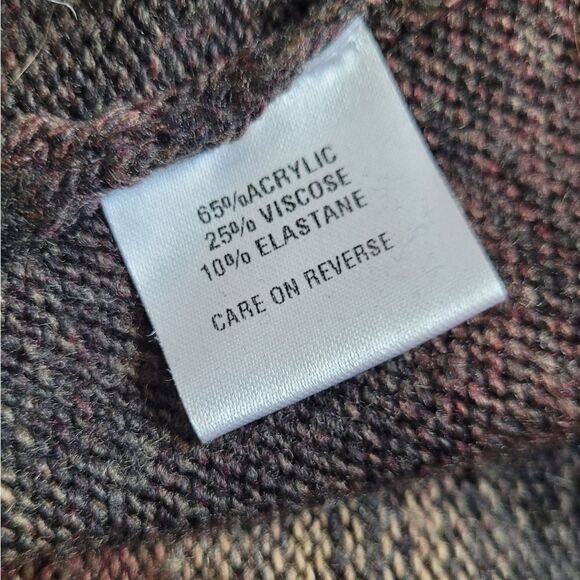 65%ACRYLIC
25% VISCOSE
10% ELASTANE
CARE ON REVERSE